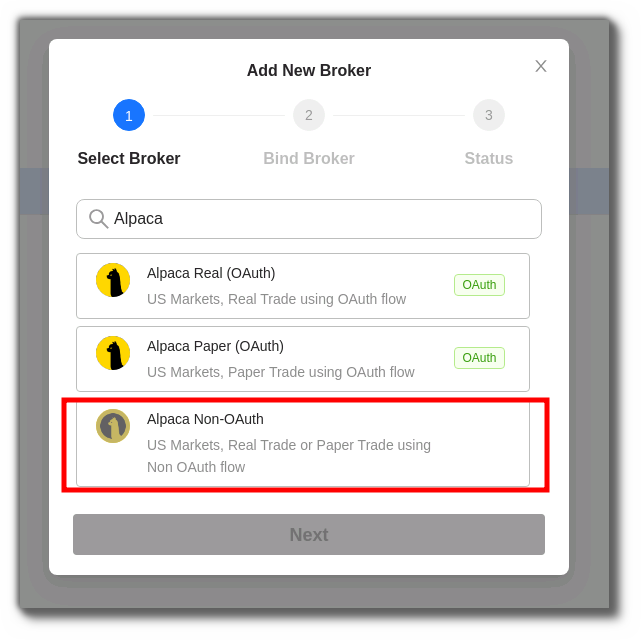 Add New Broker
1
2
3
Select Broker
Bind Broker
Status
Alpaca
Alpaca Real (OAuth)
US Markets, Real Trade using OAuth flow
OAuth
Alpaca Paper (OAuth)
US Markets, Paper Trade using OAuth flow
OAuth
Alpaca Non-OAuth
US Markets, Real Trade or Paper Trade using
Non OAuth flow
Next